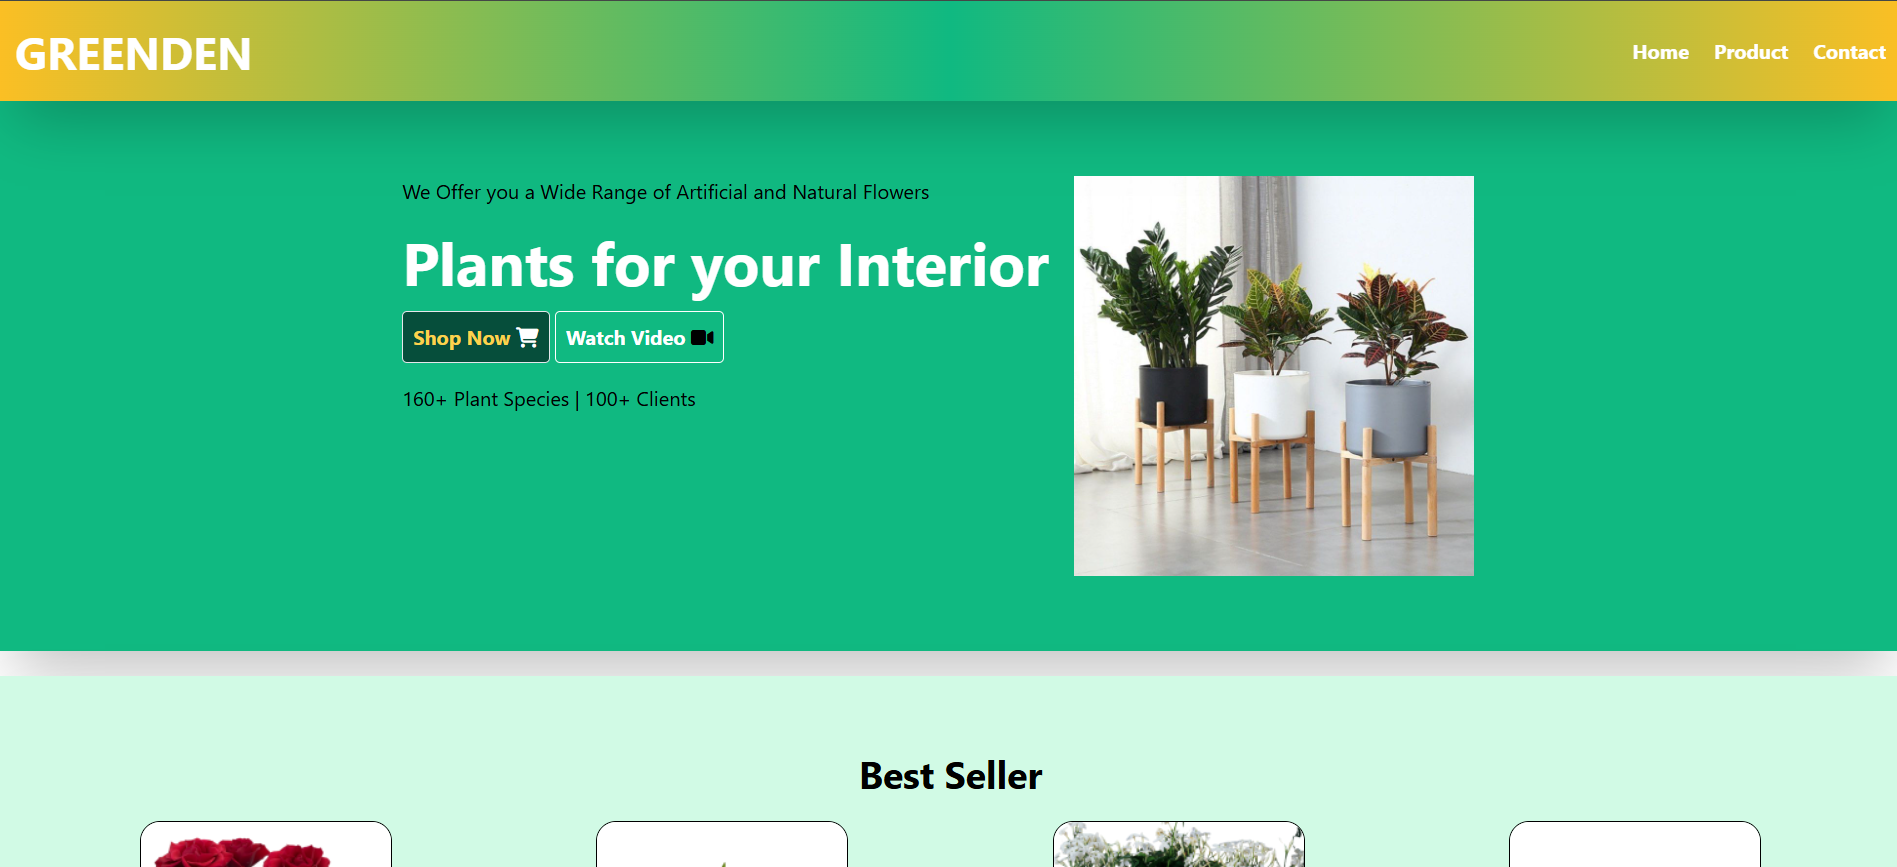 GREENDEN
Home Product Contact
We Offer you a Wide Range of Artificial and Natural Flowers
Plants for your Interior
Shop Now Watch Video
160+ Plant Species | 100+ Clients
Best Seller